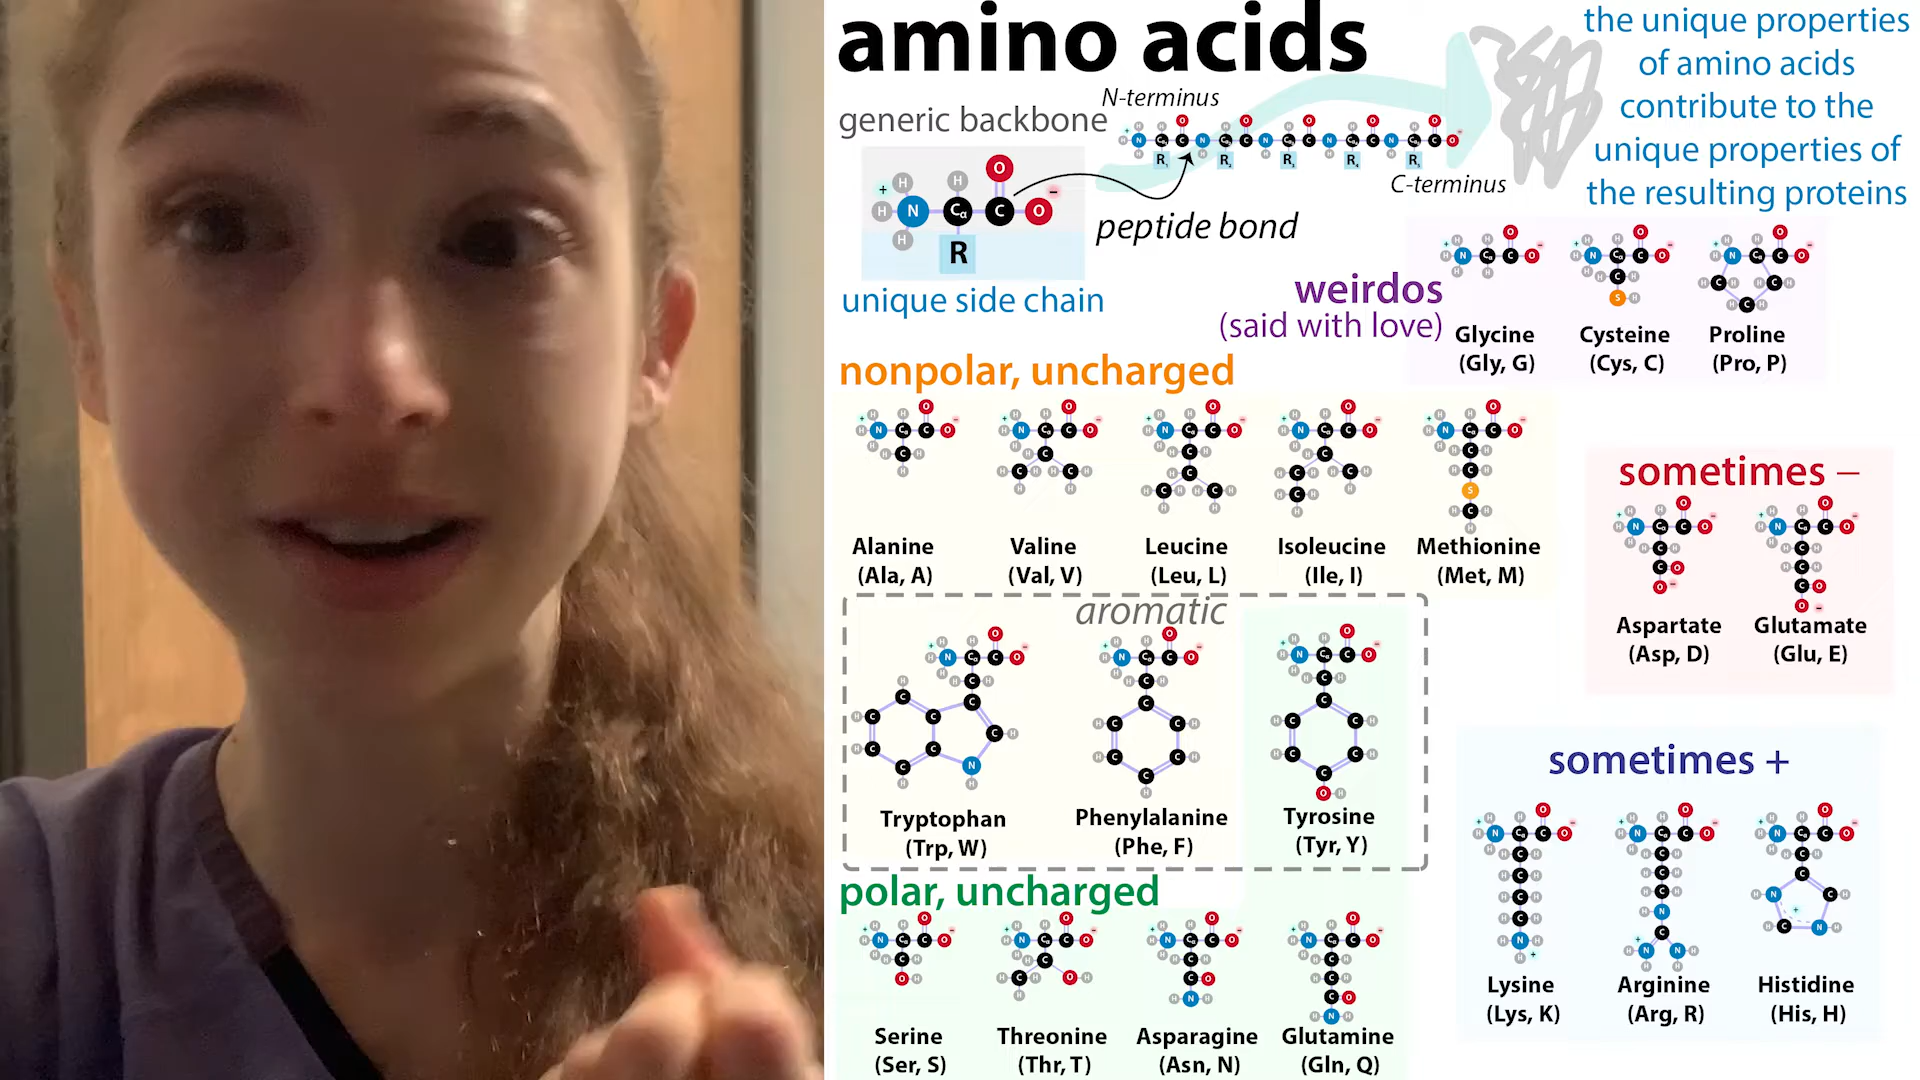 amino acids
the unique properties
of amino acids
contribute to the
unique properties of
the resulting proteins
N-terminus
generic backbone
C-terminus
peptide bond
R
unique side chain
weirdos
(said with love)
Glycine
(Gly, G)
Cysteine
(Cys, C)
Proline
(Pro, P)
nonpolar, uncharged
Alanine
(Ala, A)
Valine
(Val, V)
Leucine
(Leu, L)
Isoleucine
(Ile, I)
Methionine
(Met, M)
sometimes –
Aspartate
(Asp, D)
Glutamate
(Glu, E)
aromatic
Tryptophan
(Trp, W)
Phenylalanine
(Phe, F)
Tyrosine
(Tyr, Y)
sometimes +
Lysine
(Lys, K)
Arginine
(Arg, R)
Histidine
(His, H)
polar, uncharged
Serine
(Ser, S)
Threonine
(Thr, T)
Asparagine
(Asn, N)
Glutamine
(Gln, Q)